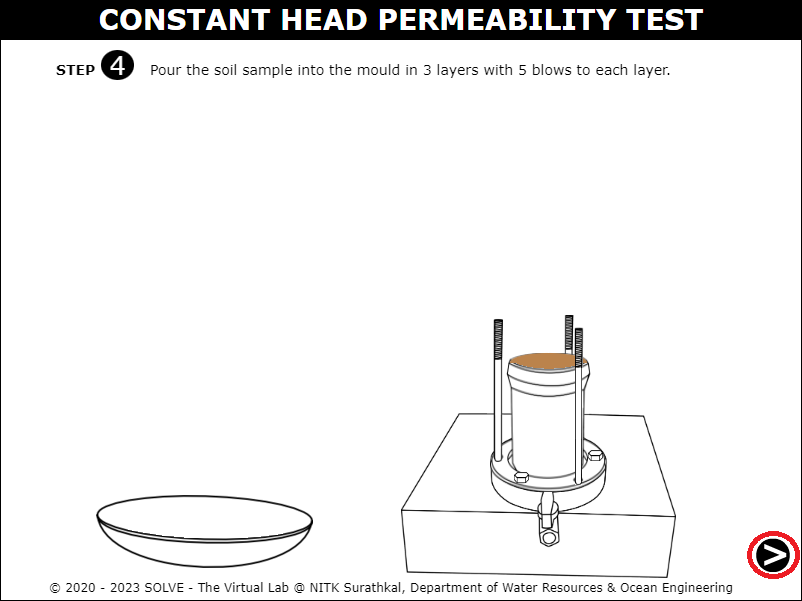 CONSTANT HEAD PERMEABILITY TEST
STEP 4 Pour the soil sample into the mould in 3 layers with 5 blows to each layer.
>
© 2020 - 2023 SOLVE - The Virtual Lab @ NITK Surathkal, Department of Water Resources & Ocean Engineering